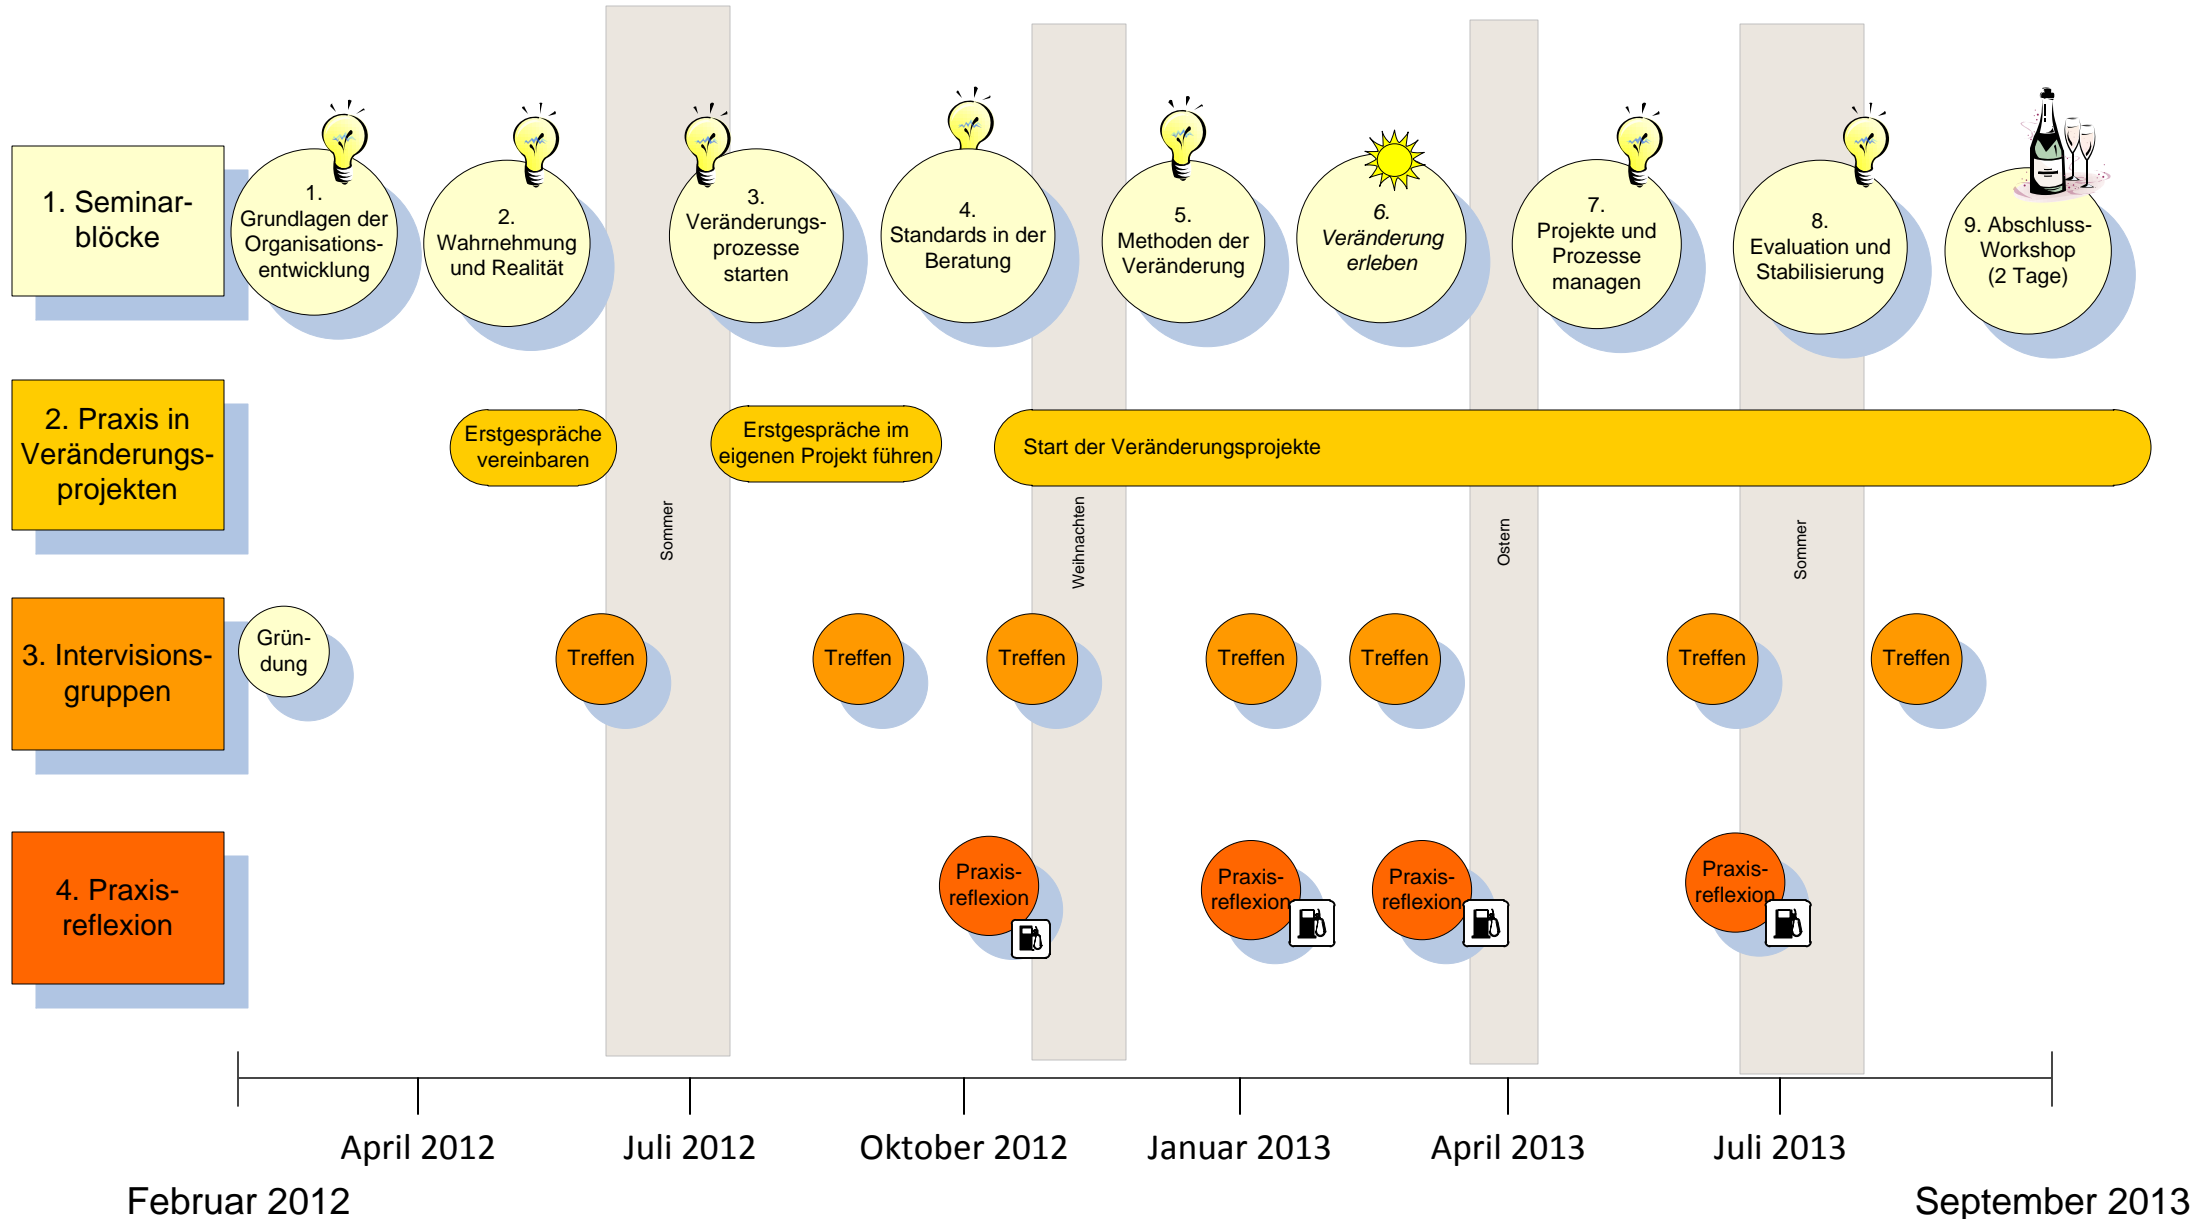 1. Seminar-
blöcke
1.
Grundlagen der
Organisations-
entwicklung
2.
Wahrnehmung
und Realität
3.
Veränderungs-
prozesse
starten
4.
Standards in der
Beratung
5.
Methoden der
Veränderung
6.
Veränderung
erleben
7.
Projekte und
Prozesse
managen
8.
Evaluation und
Stabilisierung
9. Abschluss-
Workshop
(2 Tage)
2. Praxis in
Veränderungs-
projekten
Erstgespräche
vereinbaren
Erstgespräche im
eigenen Projekt führen
Start der Veränderungsprojekte
Sommer
Weihnachten
Ostern
Sommer
3. Intervisions-
gruppen
Grün-
dung
Treffen
Treffen
Treffen
Treffen
Treffen
Treffen
Treffen
4. Praxis-
reflexion
Praxis-
reflexion
Praxis-
reflexion
Praxis-
reflexion
Praxis-
reflexion
April 2012
Juli 2012
Oktober 2012
Januar 2013
April 2013
Juli 2013
Februar 2012
September 2013